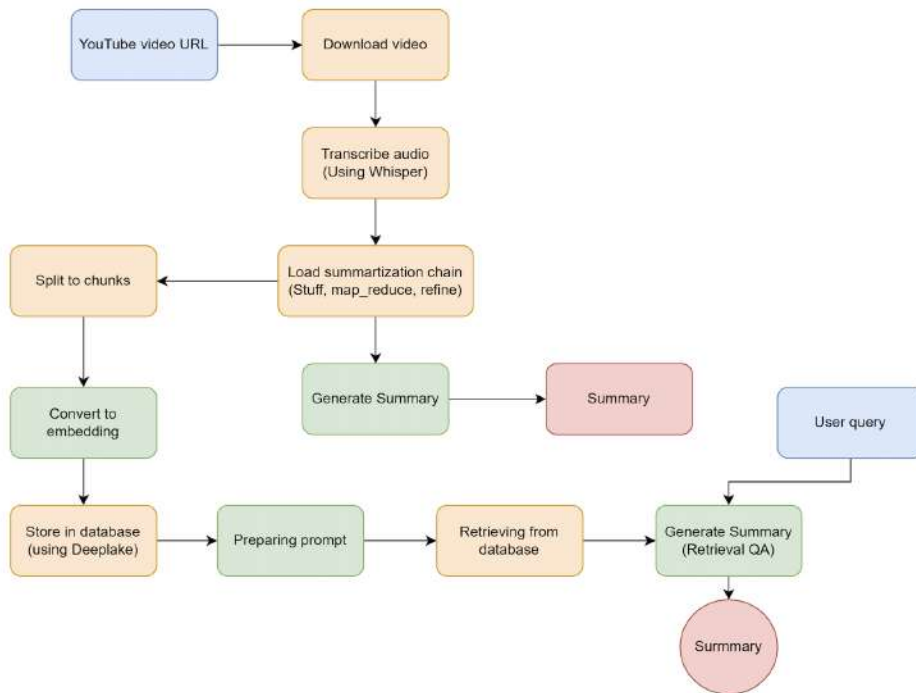 YouTube video URL
Download video
Transcribe audio
(Using Whisper)
Split to chunks
Load summartization chain
(Stuff, map_reduce, refine)
Generate Summary
Summary
Convert to
embedding
User query
Store in database
(using Deeplake)
Preparing prompt
Retrieving from
database
Generate Summary
(Retrieval QA)
Surmmary